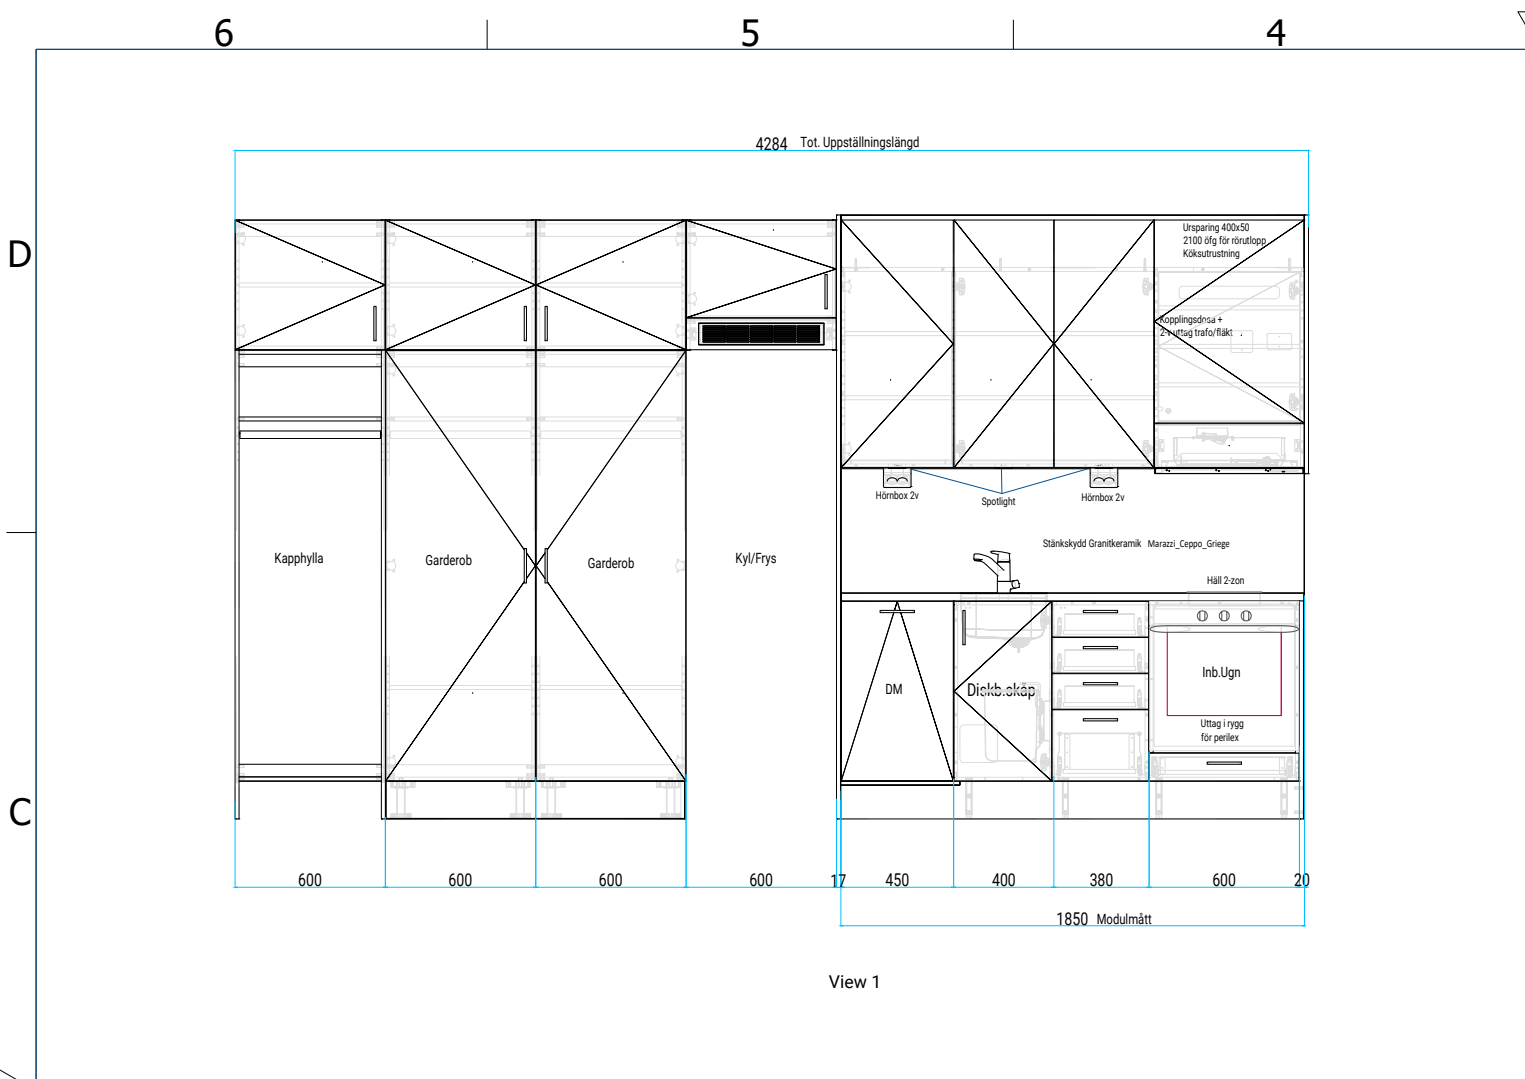 6
5
4
4284 Tot. Uppställningslängd
D
Ursparing 400x50
2100 öfg för rörutlopp
Köksutrustning
Kopplingsdosa +
2-v uttag trafo/fläkt
Hörnbox 2v
Spotlight
Hörnbox 2v
Stänkskydd Granitkeramik Marazzi_Ceppo_Griege
Kapphylla
Garderob
Garderob
Kyl/Frys
Häll 2-zon
DM
Diskb.skåp
Inb.Ugn
Uttag i rygg
för perilex
C
600
600
600
600
17
450
400
380
600
20
1850 Modulmått
View 1